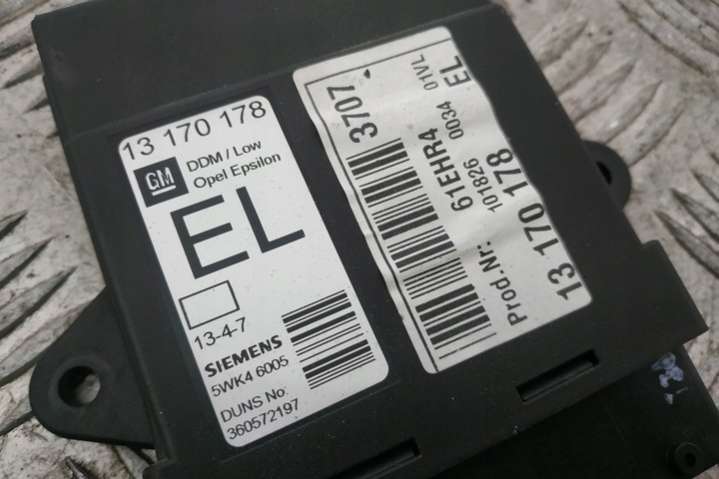 13 170 178
GM
DDM / Low
Opel Epsilon
EL
13-4-7
SIEMENS
5WK4 6005
DUNS No:
360572197
3707
61EHR4
101826 0034 01VL
EL
Prod.Nr:
13 170 178